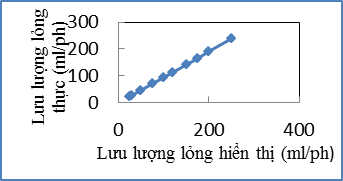 Lưu lượng lỏng
thực (ml/ph)
300
200
100
0
0 200 400
Lưu lượng lỏng hiển thị (ml/ph)